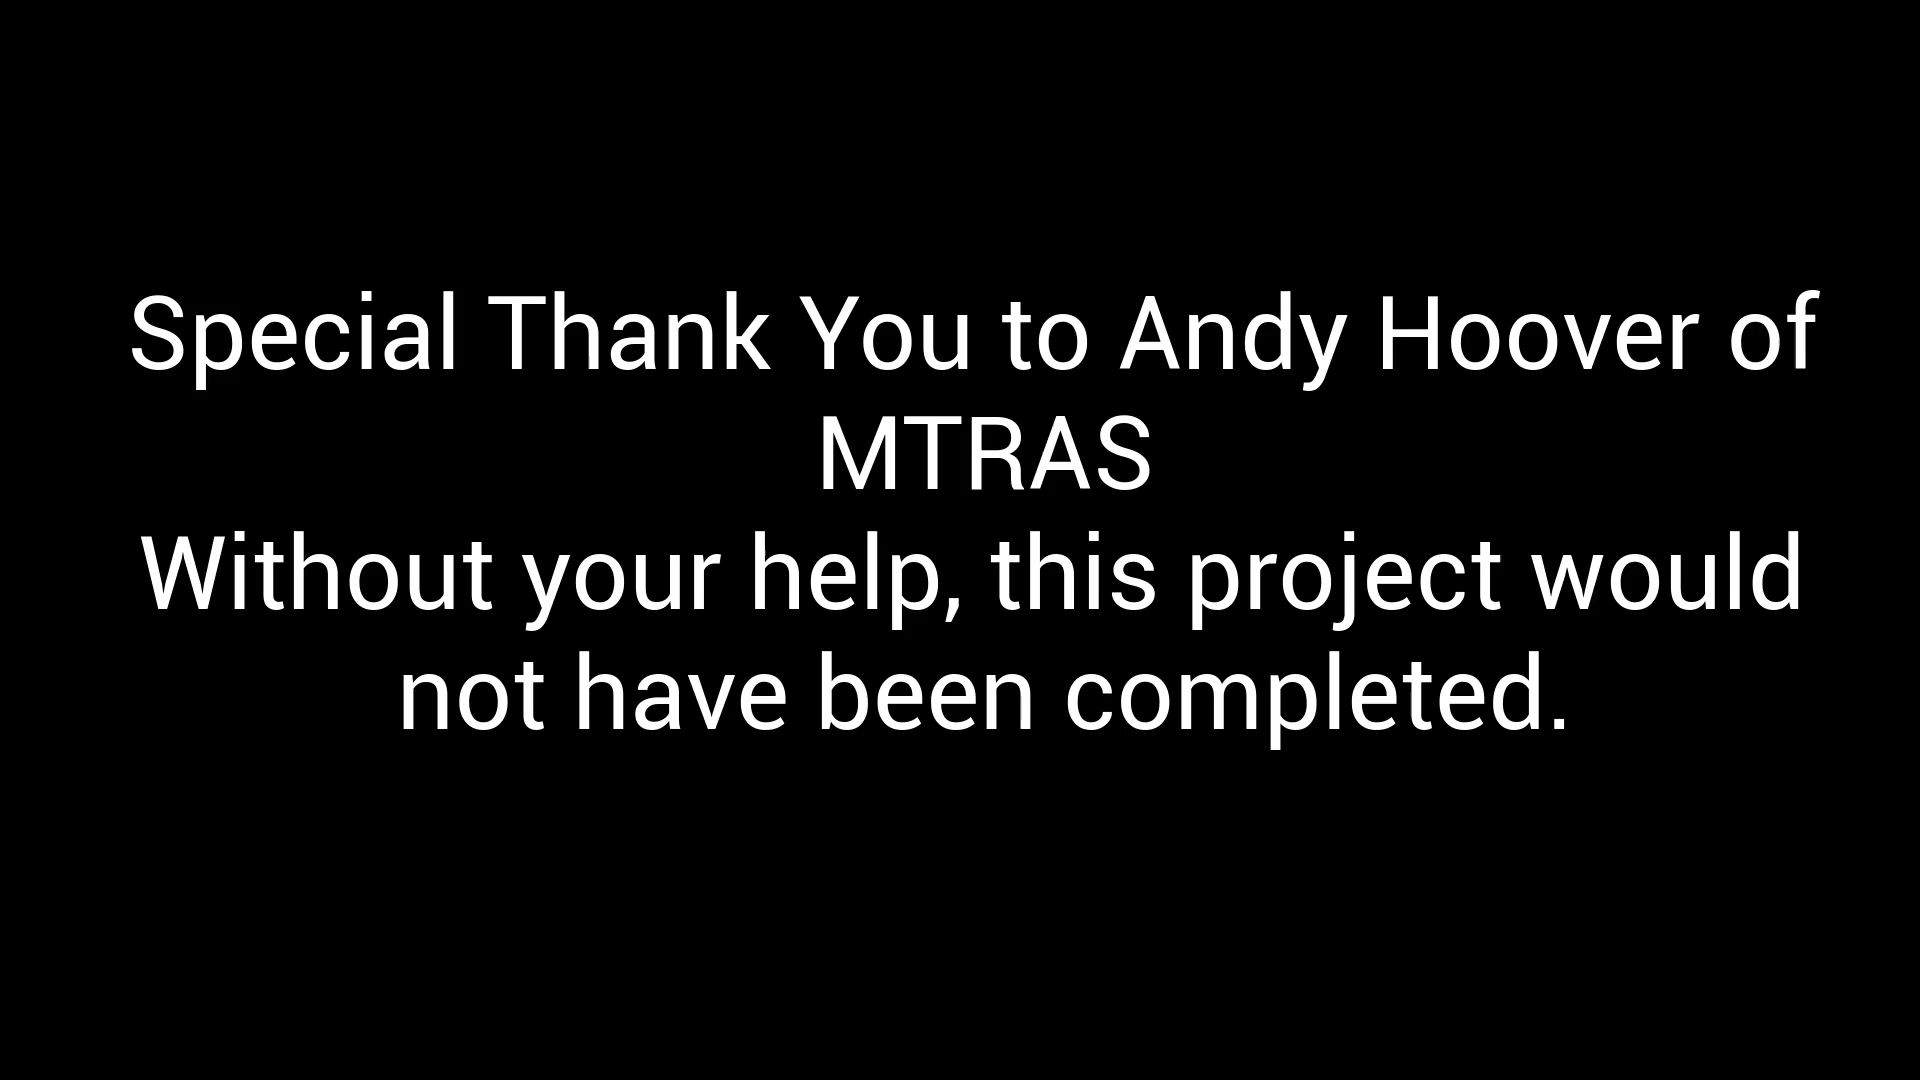 Special Thank You to Andy Hoover of
MTRAS
Without your help, this project would
not have been completed.